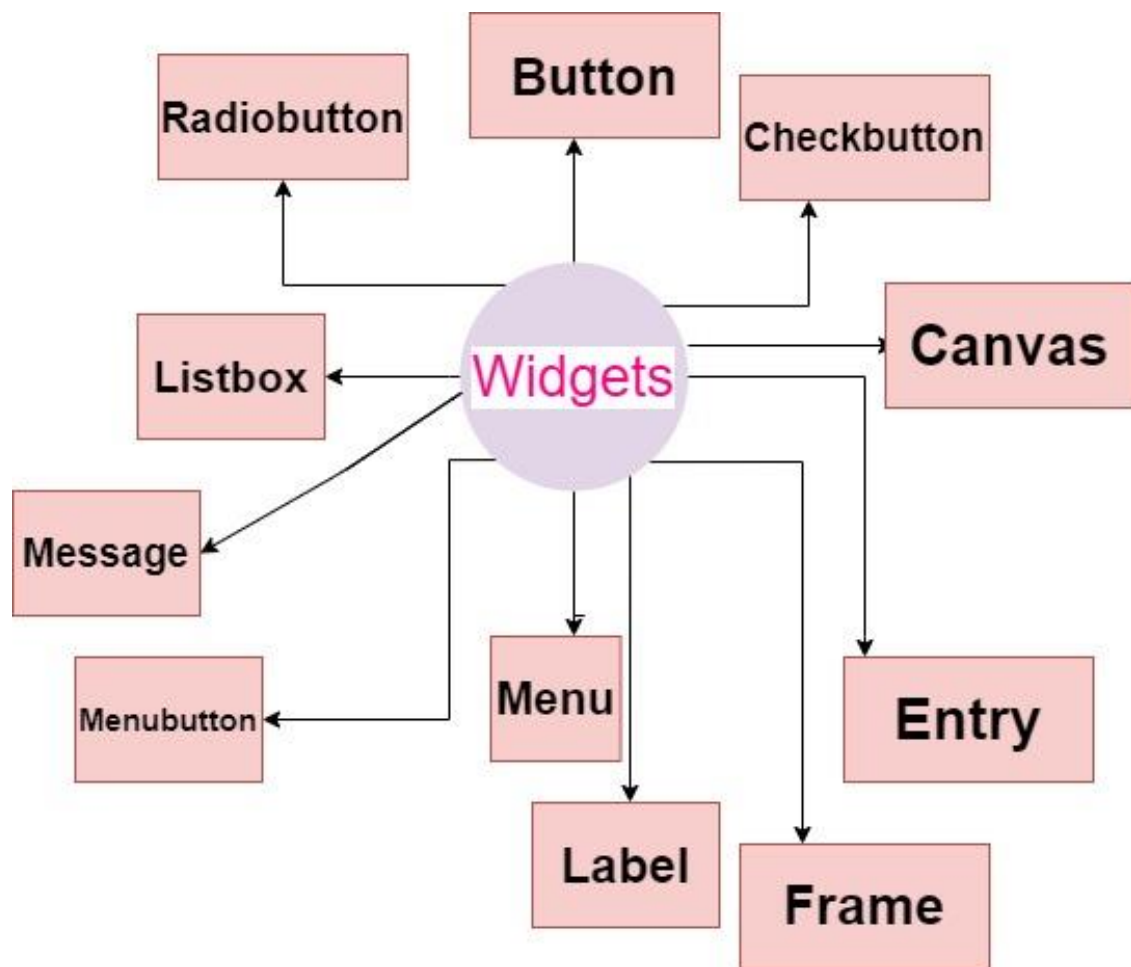 Button
Radiobutton
Checkbutton
Canvas
Widgets
Listbox
Message
Menu
Menubutton
Entry
Label
Frame